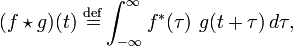 (f ⋆ g)(t) ≝ ∫_{-∞}^{∞} f*(τ) g(t + τ) dτ,